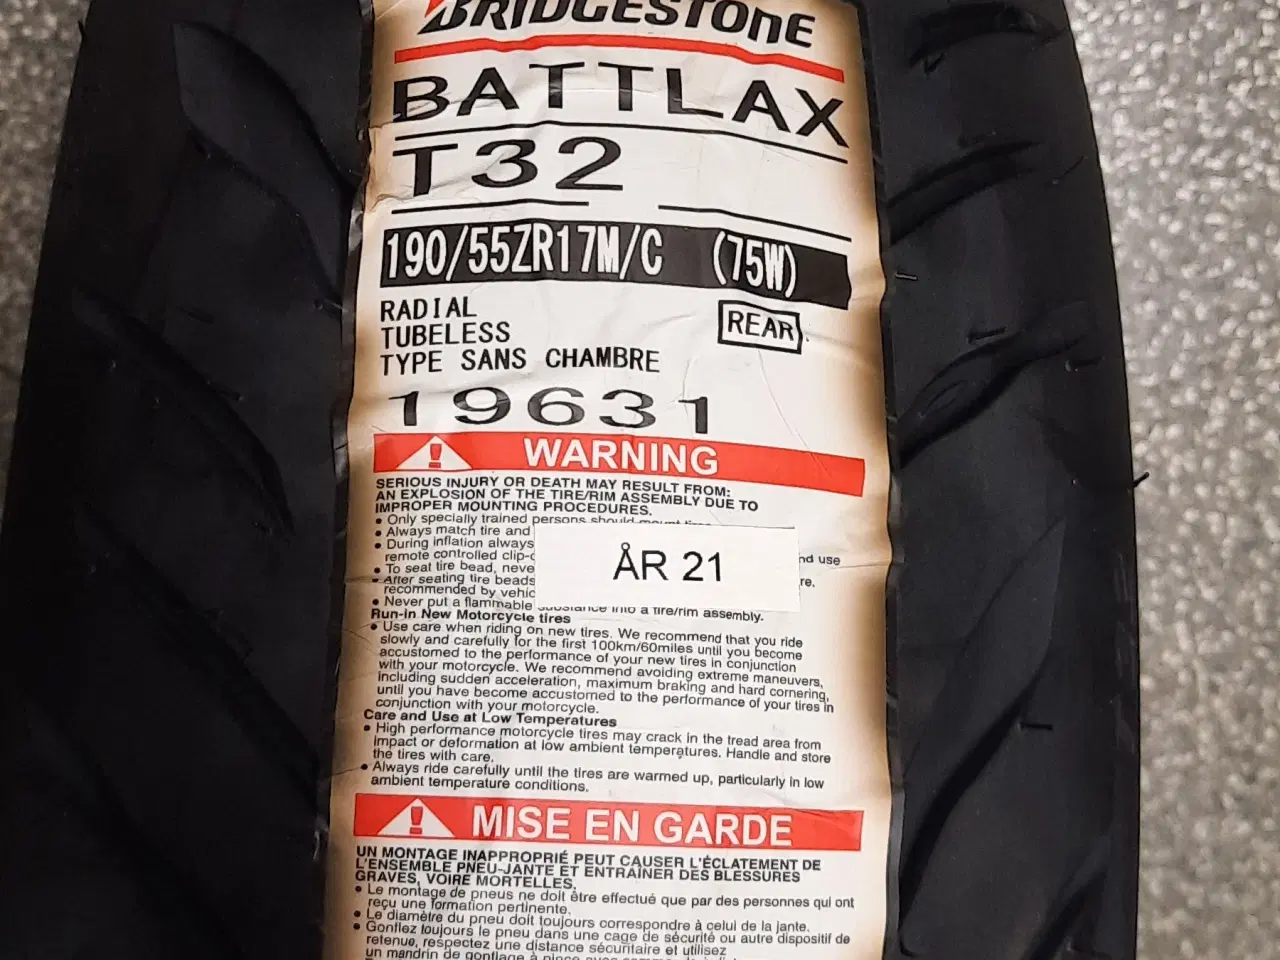 BRIDGESTONE
BATTLAX
T32
190/55ZR17M/C (75W)
RADIAL
TUBELESS
TYPE SANS CHAMBRE
REAR
19631
WARNING
SERIOUS INJURY OR DEATH MAY RESULT FROM:
AN EXPLOSION OF THE TIRE/RIM ASSEMBLY DUE TO
IMPROPER MOUNTING PROCEDURES.
• Only specially trained persons should mount tires
• Always match tire and
• During inflation always nd use
remote controlled clip-
• To seat tire bead, neve re.
• After seating tire beads
recommended by vehic
• Never put a flammable substance into a tire/rim assembly.
ÅR 21
Run-in New Motorcycle tires
• Use care when riding on new tires. We recommend that you ride
slowly and carefully for the first 100km/60miles until you become
accustomed to the performance of your new tires in conjunction
with your motorcycle. We recommend avoiding extreme maneuvers,
including sudden acceleration, maximum braking and hard cornering,
until you have become accustomed to the performance of your tires in
conjunction with your motorcycle.
Care and Use at Low Temperatures
• High performance motorcycle tires may crack in the tread area from
impact or deformation at low ambient temperatures. Handle and store
the tires with care.
• Always ride carefully until the tires are warmed up, particularly in low
ambient temperature conditions.
MISE EN GARDE
UN MONTAGE INAPPROPRIÉ PEUT CAUSER L'ÉCLATEMENT DE
L'ENSEMBLE PNEU-JANTE ET ENTRAÎNER DES BLESSURES
GRAVES, VOIRE MORTELLES.
• Le montage de pneus ne doit être effectué que par des personnes qui ont
reçu une formation pertinente.
• Le diamètre du pneu doit toujours correspondre à celui de la jante.
• Gonflez toujours le pneu dans une cage de sécurité ou autre dispositif de
retenue, respectez une distance sécuritaire et utilisez
un mandrin de gonflage à pince avec